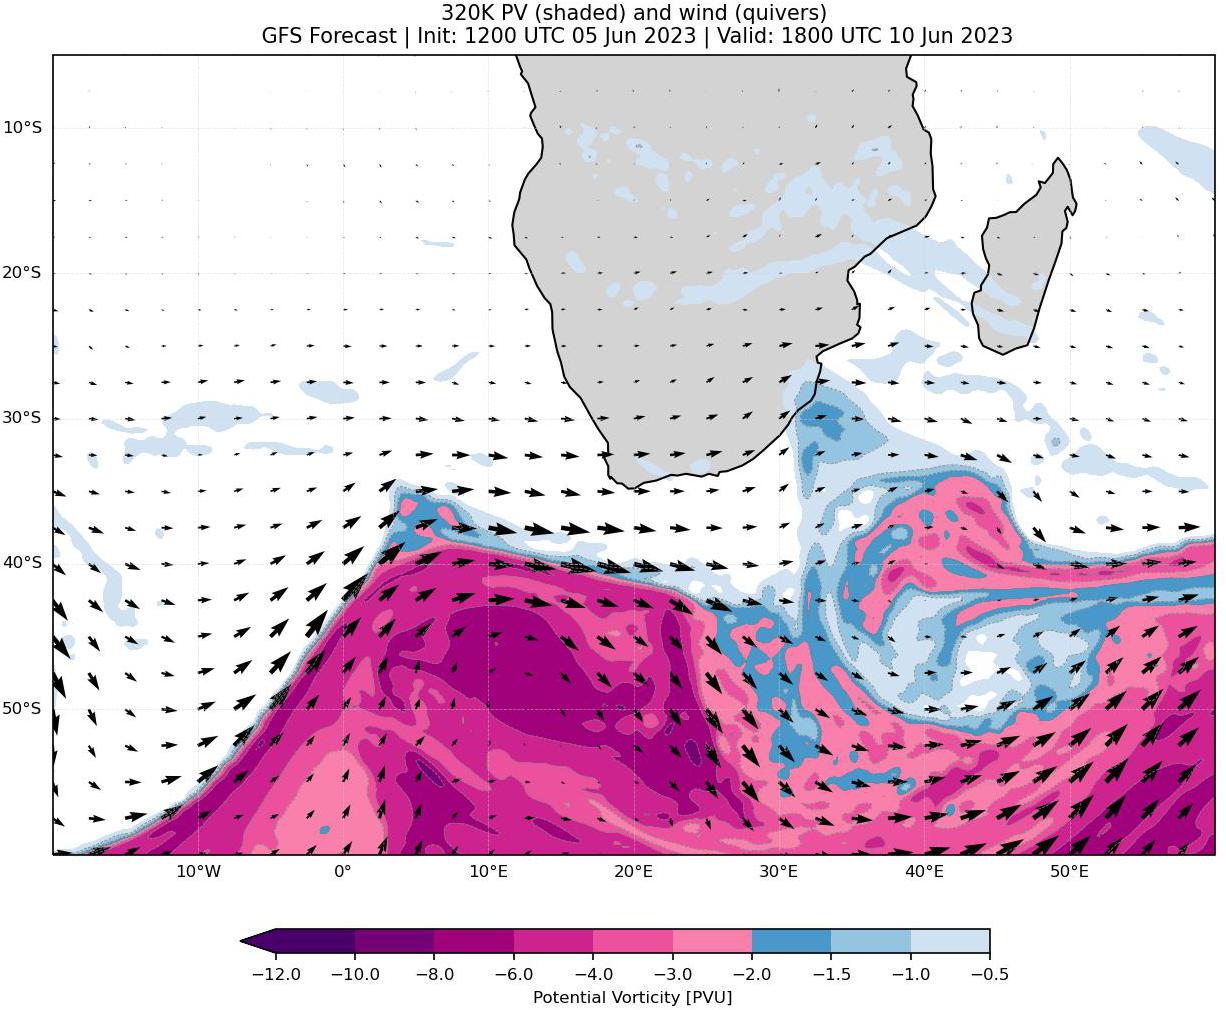 320K PV (shaded) and wind (quivers)
GFS Forecast | Init: 1200 UTC 05 Jun 2023 | Valid: 1800 UTC 10 Jun 2023
10°S
20°S
30°S
40°S
50°S
10°W 0° 10°E 20°E 30°E 40°E 50°E
−12.0 −10.0 −8.0 −6.0 −4.0 −3.0 −2.0 −1.5 −1.0 −0.5
Potential Vorticity [PVU]